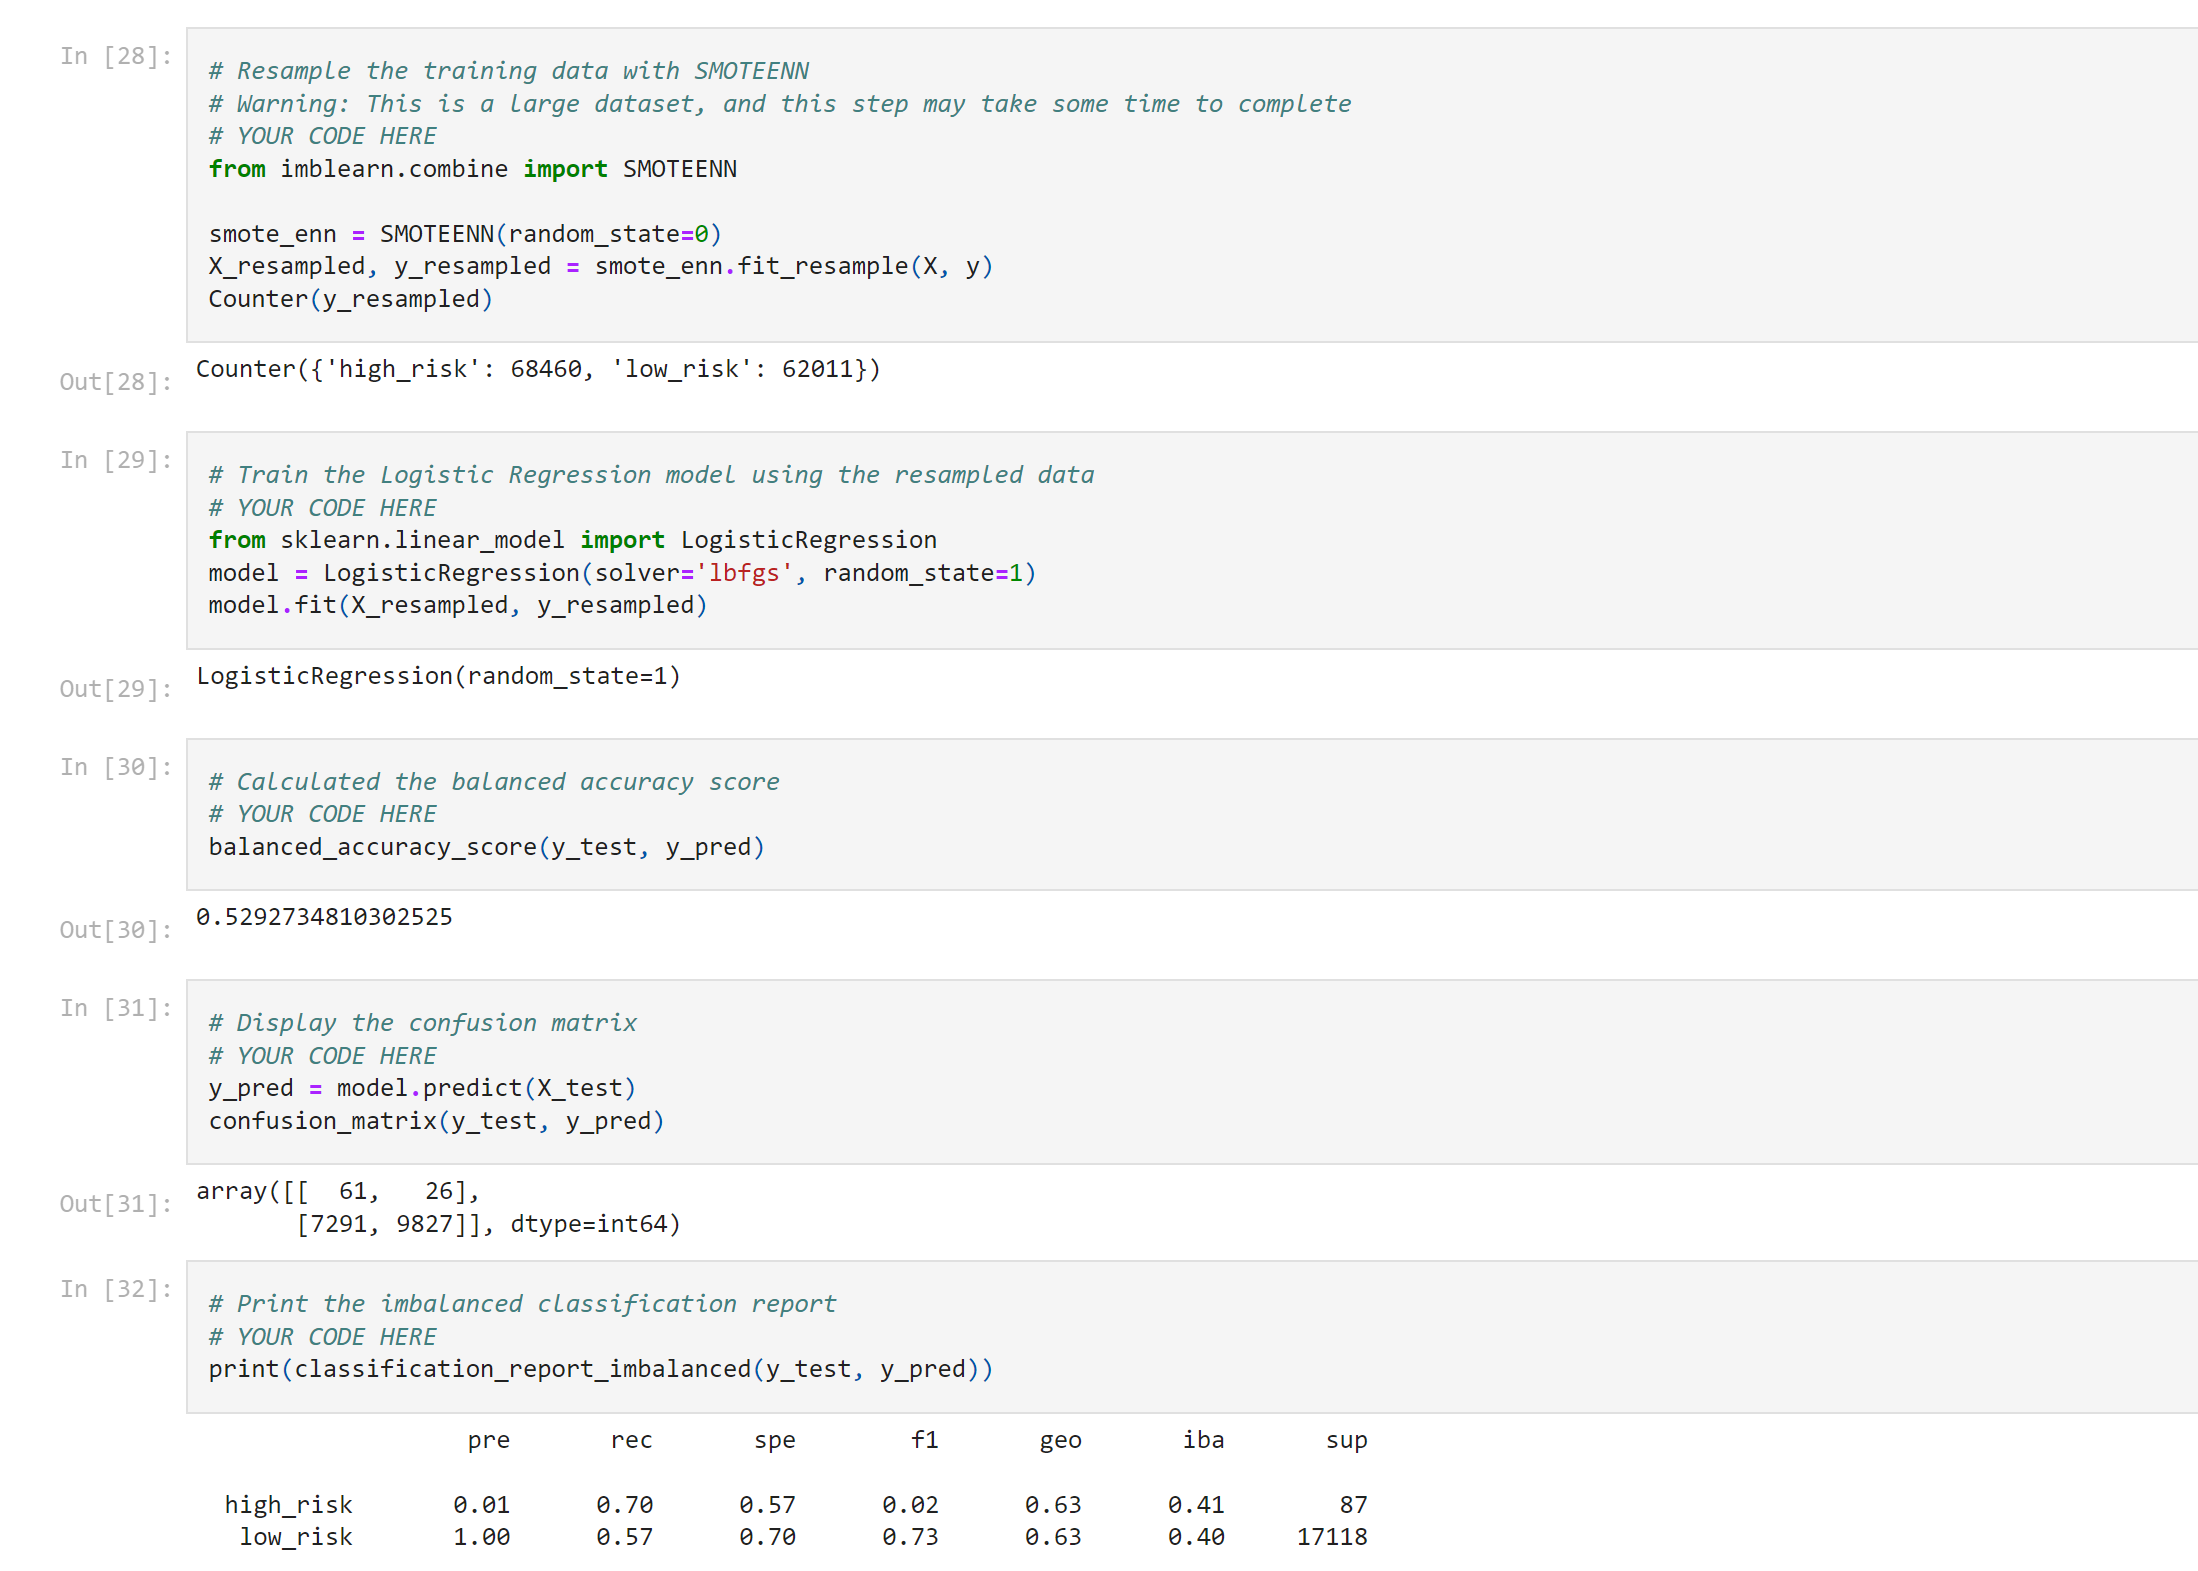 In [28]:
# Resample the training data with SMOTEENN
# Warning: This is a large dataset, and this step may take some time to complete
# YOUR CODE HERE
from imblearn.combine import SMOTEENN
smote_enn = SMOTEENN(random_state=0)
X_resampled, y_resampled = smote_enn.fit_resample(X, y)
Counter(y_resampled)
Out[28]:
Counter({'high_risk': 68460, 'low_risk': 62011})
In [29]:
# Train the Logistic Regression model using the resampled data
# YOUR CODE HERE
from sklearn.linear_model import LogisticRegression
model = LogisticRegression(solver='lbfgs', random_state=1)
model.fit(X_resampled, y_resampled)
Out[29]:
LogisticRegression(random_state=1)
In [30]:
# Calculated the balanced accuracy score
# YOUR CODE HERE
balanced_accuracy_score(y_test, y_pred)
Out[30]:
0.5292734810302525
In [31]:
# Display the confusion matrix
# YOUR CODE HERE
y_pred = model.predict(X_test)
confusion_matrix(y_test, y_pred)
Out[31]:
array([[  61,   26],
       [7291, 9827]], dtype=int64)
In [32]:
# Print the imbalanced classification report
# YOUR CODE HERE
print(classification_report_imbalanced(y_test, y_pred))
pre       rec       spe        f1       geo       iba       sup
high_risk       0.01      0.70      0.57      0.02      0.63      0.41        87
low_risk       1.00      0.57      0.70      0.73      0.63      0.40     17118